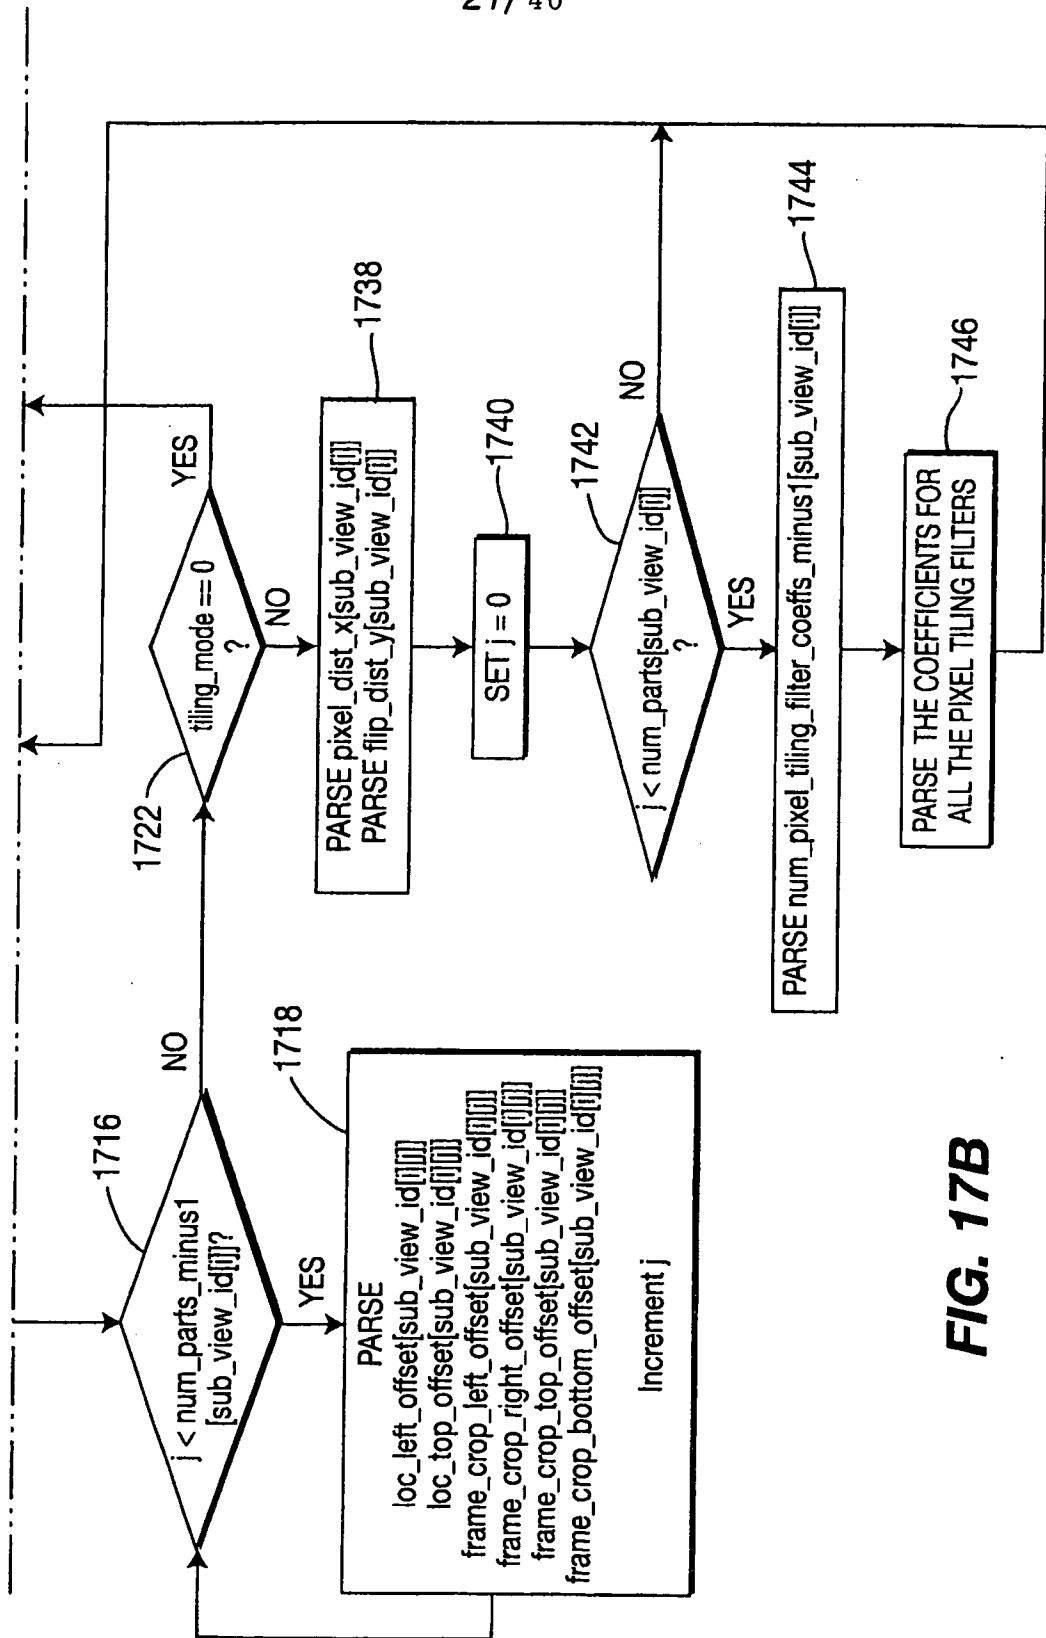 27/40
1716
j < num_parts_minus1
[sub_view_id[i]]?
NO
YES
1718
PARSE
loc_left_offset[sub_view_id[i][j]]
loc_top_offset[sub_view_id[i][j]]
frame_crop_left_offset[sub_view_id[i][j]]
frame_crop_right_offset[sub_view_id[i][j]]
frame_crop_top_offset[sub_view_id[i][j]]
frame_crop_bottom_offset[sub_view_id[i][j]]
Increment j
1722
tiling_mode == 0
?
YES
NO
1738
PARSE pixel_dist_x[sub_view_id[i]]
PARSE flip_dist_y[sub_view_id[i]]
1740
SET j = 0
1742
j < num_parts[sub_view_id[i]]
?
NO
YES
1744
PARSE num_pixel_tiling_filter_coeffs_minus1[sub_view_id[i]]
1746
PARSE THE COEFFICIENTS FOR
ALL THE PIXEL TILING FILTERS
FIG. 17B